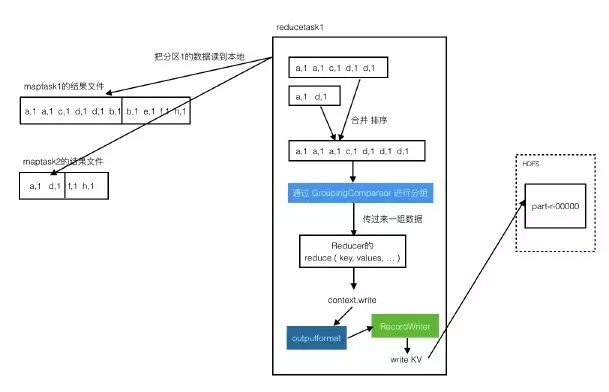 reducetask1
把分区1的数据读到本地
maptask1的结果文件
a,1 a,1 c,1 d,1 d,1 b,1 b,1 e,1 f,1 h,1
maptask2的结果文件
a,1 d,1 f,1 h,1
a,1 a,1 c,1 d,1 d,1
a,1 d,1
合并 排序
a,1 a,1 a,1 c,1 d,1 d,1 d,1
通过 GroupingComparaor 进行分组
传过来一组数据
Reducer的
reduce ( key, values, ... )
context.write
outputformat
RecordWriter
write KV
HDFS
part-r-00000